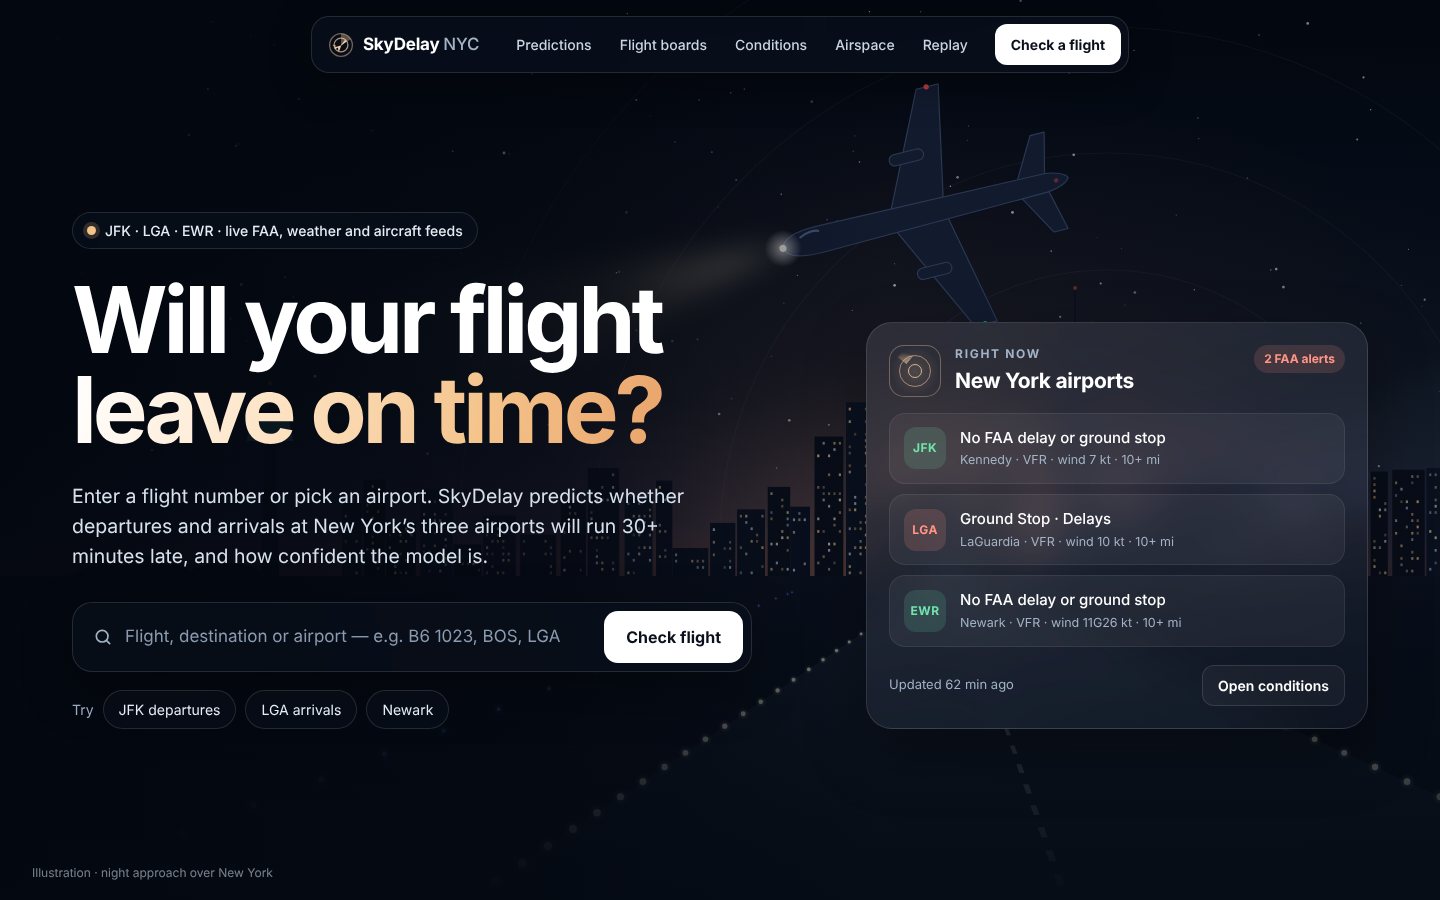 SkyDelay NYC
Predictions
Flight boards
Conditions
Airspace
Replay
Check a flight
JFK · LGA · EWR · live FAA, weather and aircraft feeds
Will your flight
leave on time?
Enter a flight number or pick an airport. SkyDelay predicts whether
departures and arrivals at New York’s three airports will run 30+
minutes late, and how confident the model is.
Flight, destination or airport — e.g. B6 1023, BOS, LGA
Check flight
Try
JFK departures
LGA arrivals
Newark
RIGHT NOW
New York airports
2 FAA alerts
JFK
No FAA delay or ground stop
Kennedy · VFR · wind 7 kt · 10+ mi
LGA
Ground Stop · Delays
LaGuardia · VFR · wind 10 kt · 10+ mi
EWR
No FAA delay or ground stop
Newark · VFR · wind 11G26 kt · 10+ mi
Updated 62 min ago
Open conditions
Illustration · night approach over New York